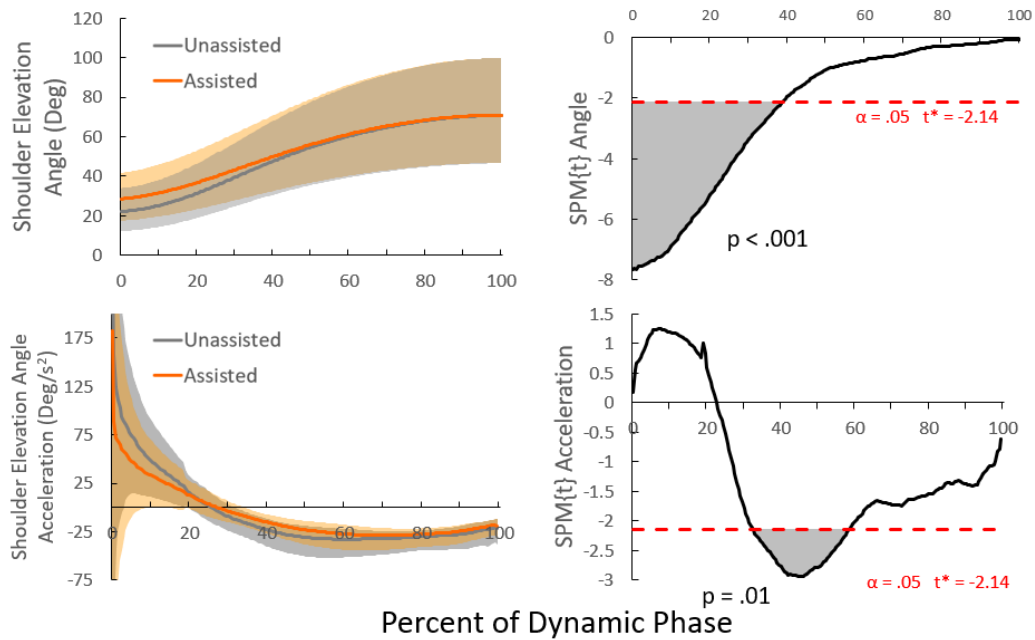 Shoulder Elevation
Angle (Deg)
120
100
80
60
40
20
0
Unassisted
Assisted
0 20 40 60 80 100
SPM{t} Angle
0 20 40 60 80 100
0
-2
-4
-6
-8
α = .05 t* = -2.14
p < .001
Shoulder Elevation Angle
Acceleration (Deg/s²)
175
125
75
25
-25
-75
Unassisted
Assisted
0 20 40 60 80 100
SPM{t} Acceleration
1.5
1
0.5
0
-0.5
-1
-1.5
-2
-2.5
-3
0 20 40 60 80 100
α = .05 t* = -2.14
p = .01
Percent of Dynamic Phase